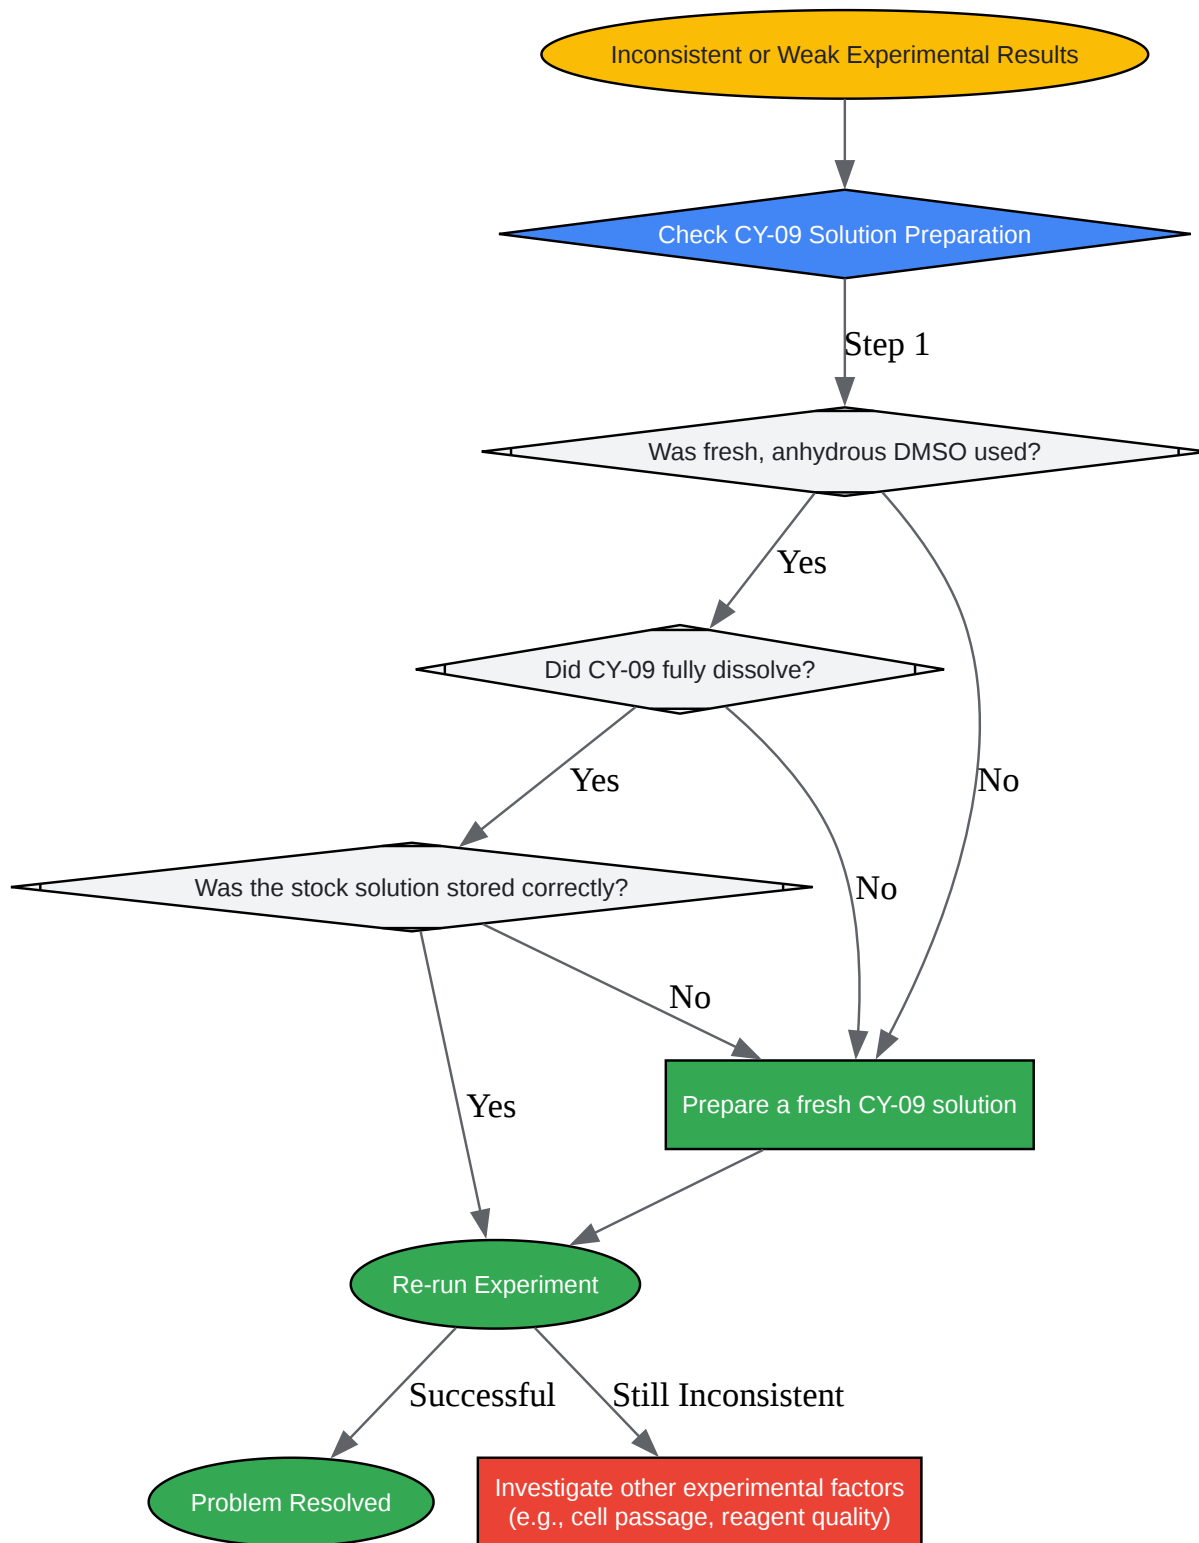 Inconsistent or Weak Experimental Results
Check CY-09 Solution Preparation
Step 1
Was fresh, anhydrous DMSO used?
Yes
Did CY-09 fully dissolve?
Yes
No
Was the stock solution stored correctly?
No
No
Yes
Prepare a fresh CY-09 solution
Re-run Experiment
Successful
Still Inconsistent
Problem Resolved
Investigate other experimental factors
(e.g., cell passage, reagent quality)